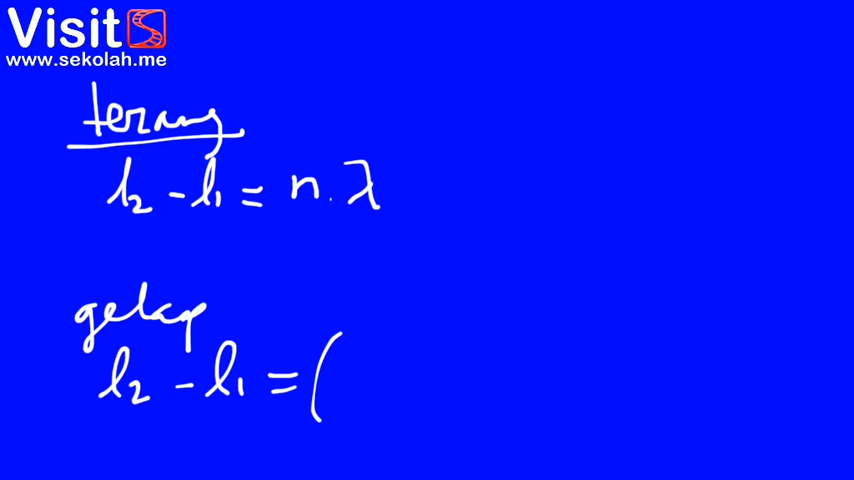 Visit S
www.sekolah.me
terang
l₂ - l₁ = n . λ
gelap
l₂ - l₁ = (